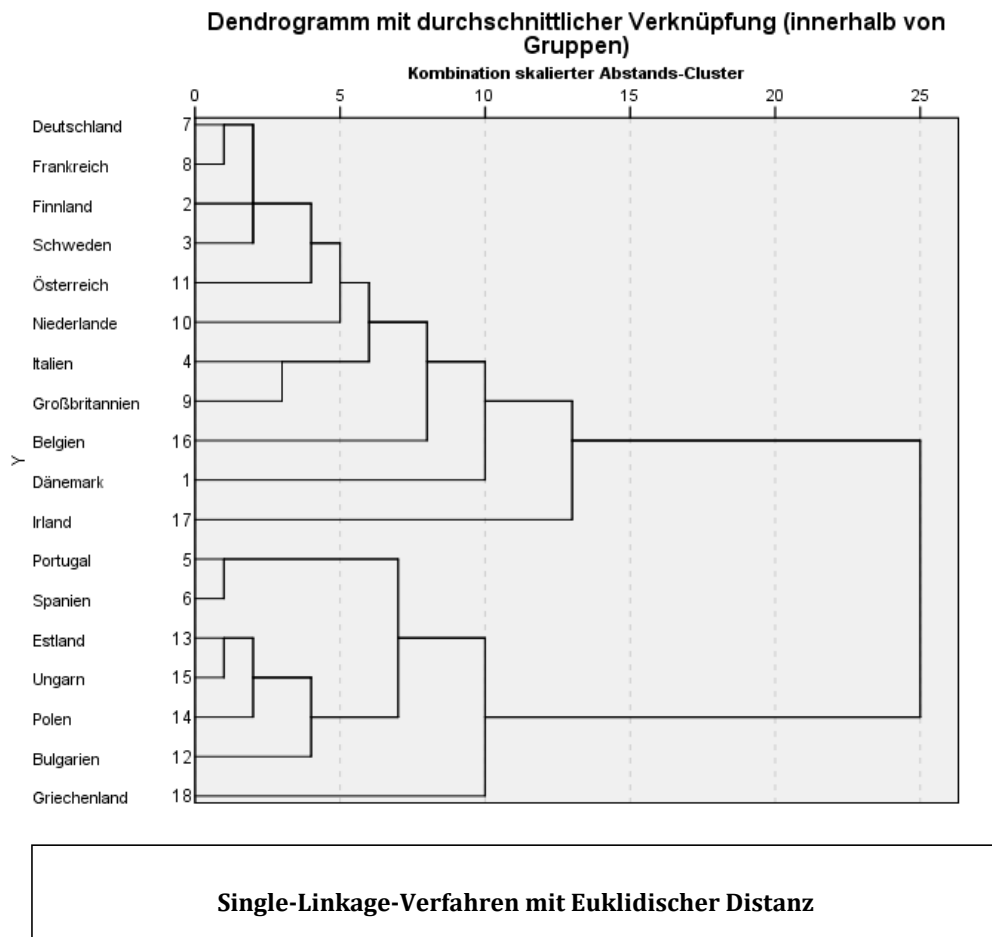 Dendrogramm mit durchschnittlicher Verknüpfung (innerhalb von
Gruppen)
Kombination skalierter Abstands-Cluster
0 5 10 15 20 25
Deutschland 7
Frankreich 8
Finnland 2
Schweden 3
Österreich 11
Niederlande 10
Italien 4
Großbritannien 9
Belgien 16
Y
Dänemark 1
Irland 17
Portugal 5
Spanien 6
Estland 13
Ungarn 15
Polen 14
Bulgarien 12
Griechenland 18
Single-Linkage-Verfahren mit Euklidischer Distanz